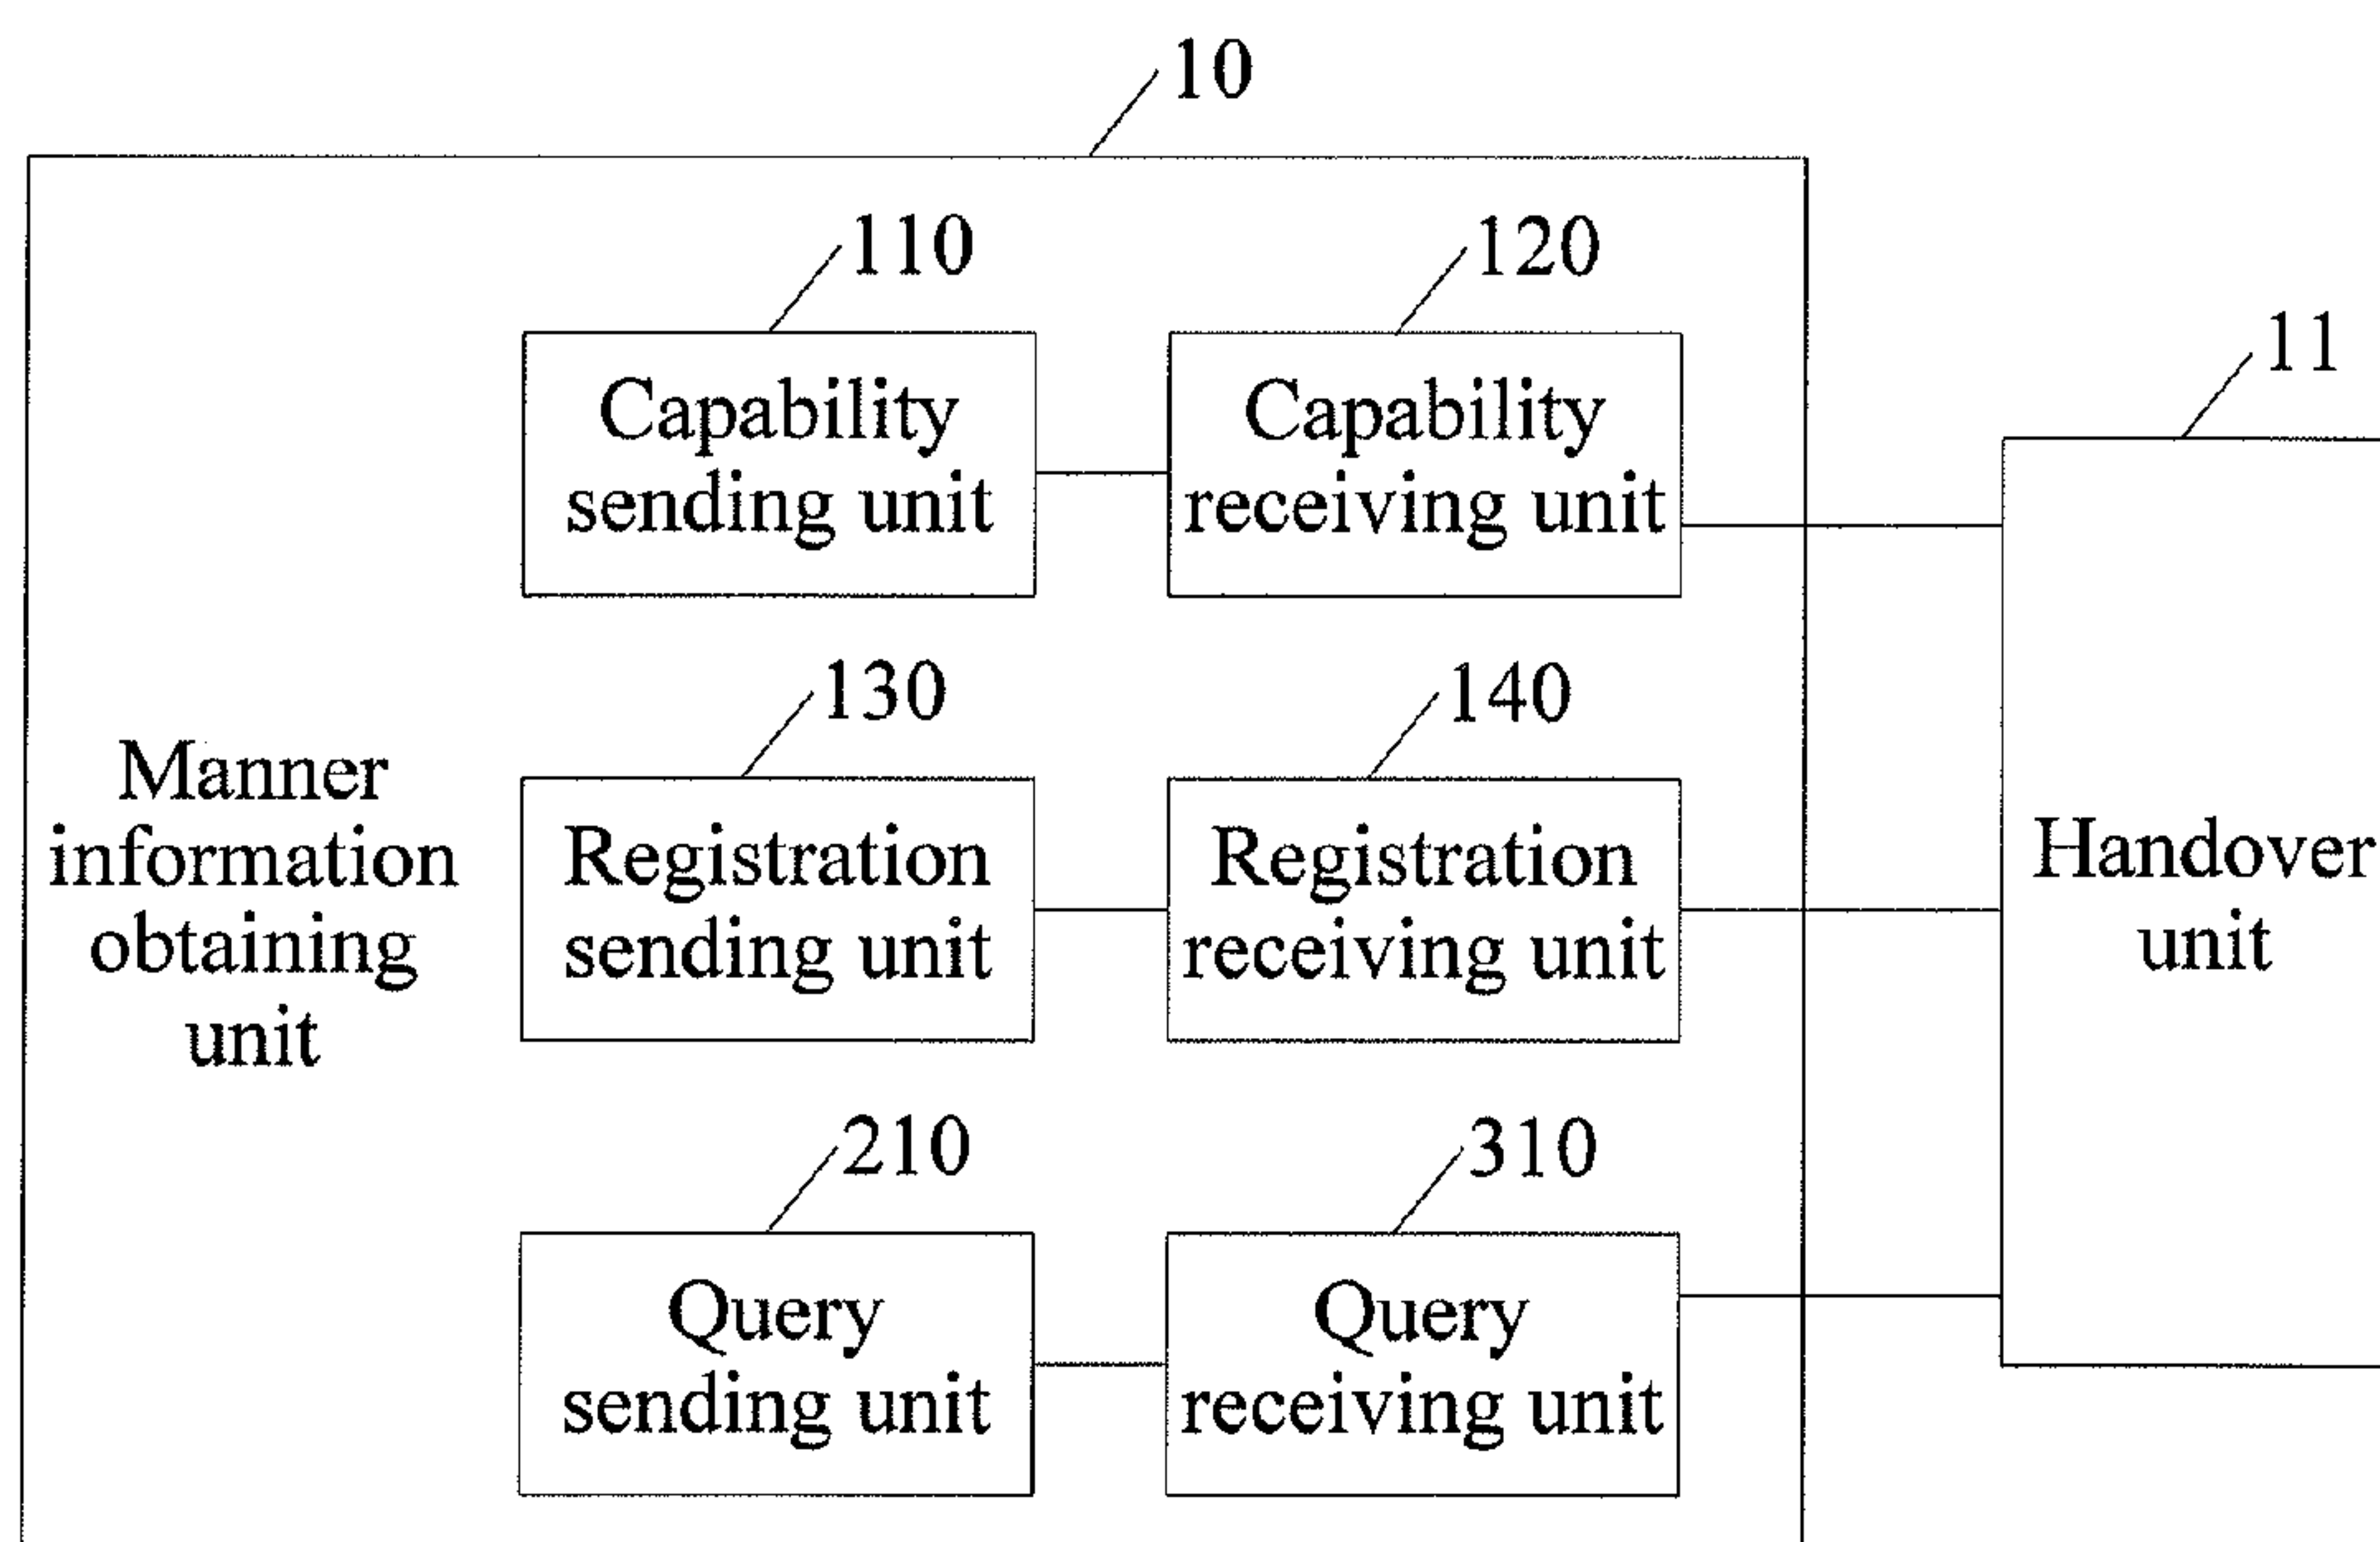 10
110
120
11
Capability
sending unit
Capability
receiving unit
130
140
Manner
information
obtaining
unit
Registration
sending unit
Registration
receiving unit
Handover
unit
210
310
Query
sending unit
Query
receiving unit